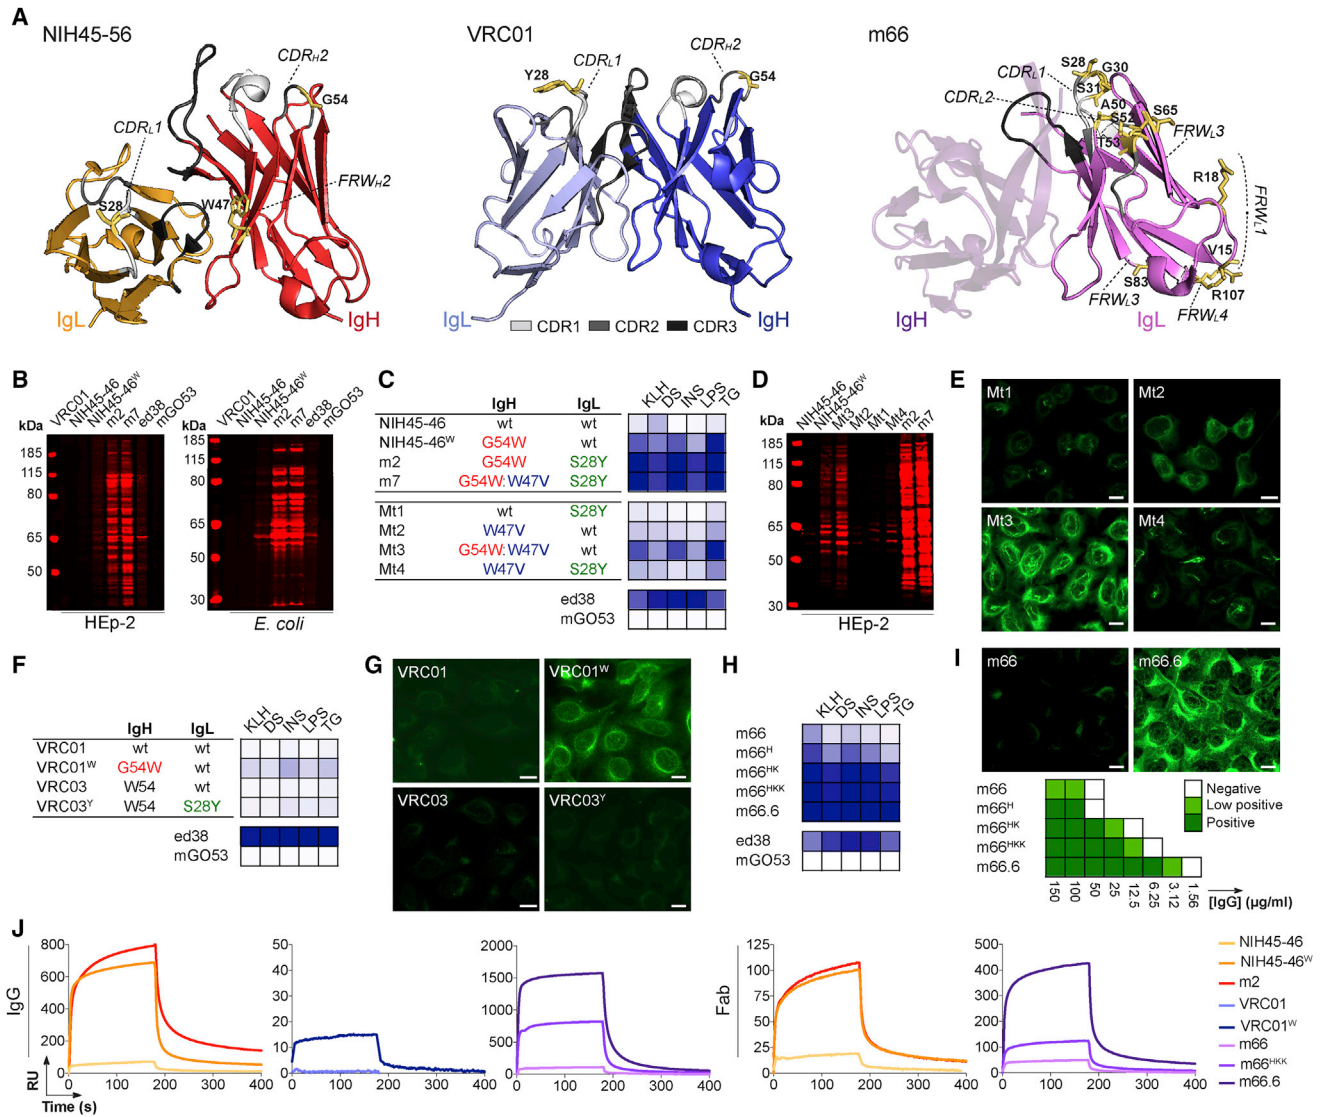 A
NIH45-56
CDRH2
G54
CDRL1
FRWH2
S28
W47
IgL
IgH
VRC01
CDRL1
CDRH2
Y28
G54
IgL
IgH
CDR1
CDR2
CDR3
m66
S28
G30
CDRL1
S31
CDRL2
A50
S52
S65
T53
FRWL3
R18
FRWL1
V15
S83
R107
FRWL3
FRWL4
IgH
IgL
B
VRC01
NIH45-46
NIH45-46W
m2
m7
ed38
mGO53
kDa
185
115
80
65
50
HEp-2
VRC01
NIH45-46
NIH45-46W
m2
m7
ed38
mGO53
kDa
185
115
80
65
50
30
E. coli
C
IgH IgL KLH DS INS LPS TG
NIH45-46 wt wt
NIH45-46W G54W wt
m2 G54W S28Y
m7 G54W:W47V S28Y
Mt1 wt S28Y
Mt2 W47V wt
Mt3 G54W:W47V wt
Mt4 W47V S28Y
ed38
mGO53
D
NIH45-46
NIH45-46W
Mt3
Mt2
Mt1
Mt4
m2
m7
kDa
185
115
80
65
50
30
HEp-2
E
Mt1
Mt2
Mt3
Mt4
F
IgH IgL KLH DS INS LPS TG
VRC01 wt wt
VRC01W G54W wt
VRC03 W54 wt
VRC03Y W54 S28Y
ed38
mGO53
G
VRC01
VRC01W
VRC03
VRC03Y
H
KLH DS INS LPS TG
m66
m66H
m66HK
m66HKK
m66.6
ed38
mGO53
I
m66
m66.6
m66
m66H
m66HK
m66HKK
m66.6
Negative
Low positive
Positive
150 100 50 25 12.5 6.25 3.12 1.56 [IgG] (µg/ml)
J
IgG
800
600
400
200
0
0 100 200 300 400
RU
Time (s)
50
40
30
20
10
0
0 100 200 300 400
2000
1500
1000
500
0
0 100 200 300 400
Fab
125
100
75
50
25
0
0 100 200 300 400
500
400
300
200
100
0
0 100 200 300 400
NIH45-46
NIH45-46W
m2
VRC01
VRC01W
m66
m66HKK
m66.6